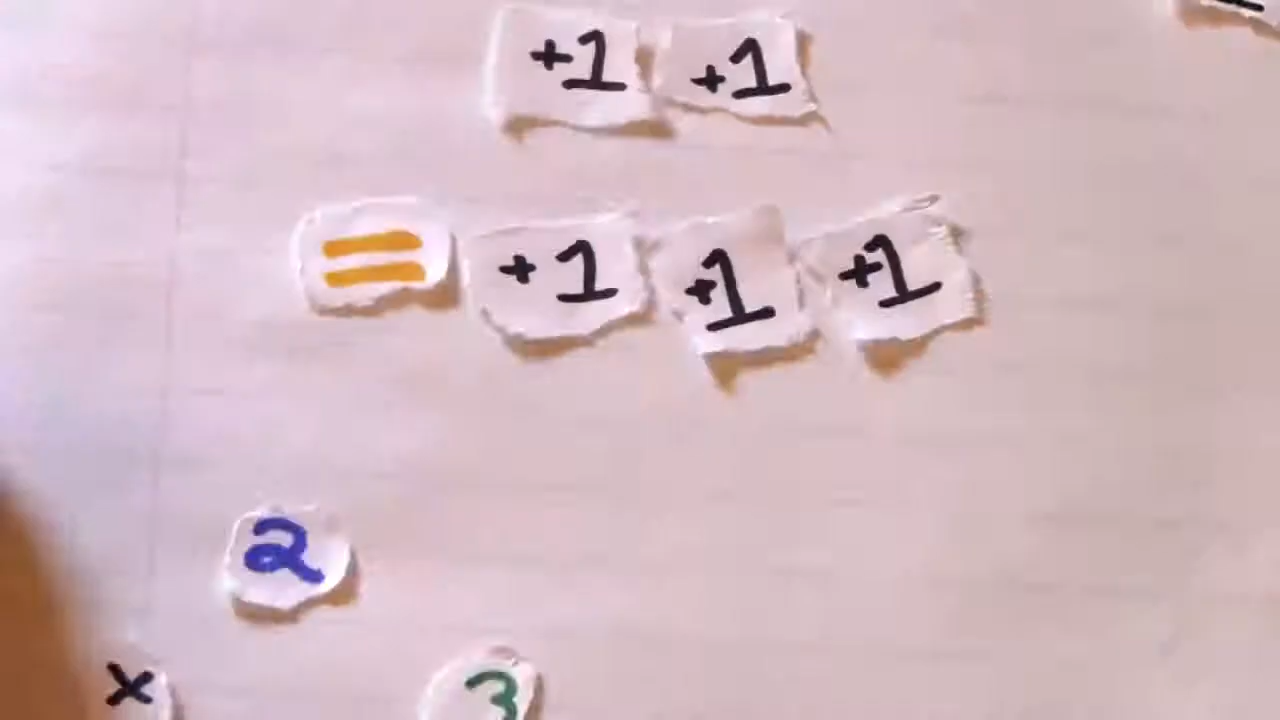 +1 +1
= +1 +1 +1
2
x 3